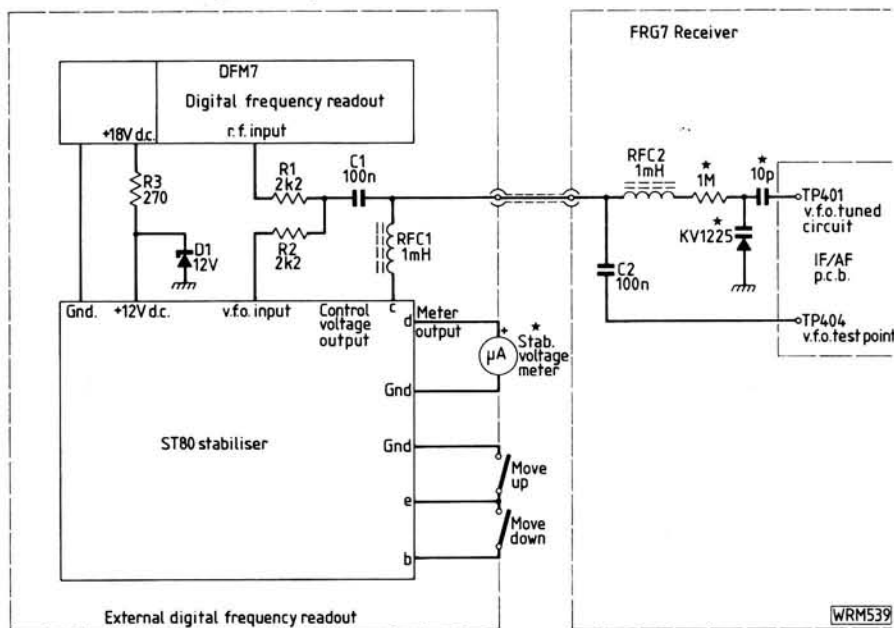 FRG7 Receiver
DFM7
Digital frequency readout
+18V d.c.
r.f. input
R3
270
R1
2k2
C1
100n
R2
2k2
RFC1
1mH
D1
12V
RFC2
1mH
★
1M
★
10p
TP401
v.f.o. tuned
circuit
KV1225
★
IF/AF
p.c.b.
C2
100n
TP404
v.f.o. test point
Gnd.
+12V d.c.
v.f.o. input
Control
voltage
output
c
d
Meter
output
+
★
µA
Stab.
voltage
meter
Gnd
ST80 stabiliser
Gnd
Move
up
e
Move
down
b
External digital frequency readout
WRM539